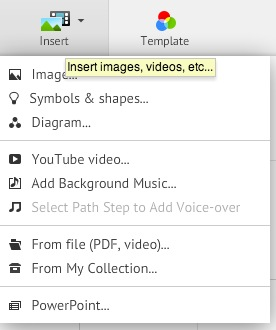 Insert
Template
Insert images, videos, etc...
Image...
Symbols & shapes...
Diagram...
YouTube video...
Add Background Music...
Select Path Step to Add Voice-over
From file (PDF, video)...
From My Collection...
PowerPoint...